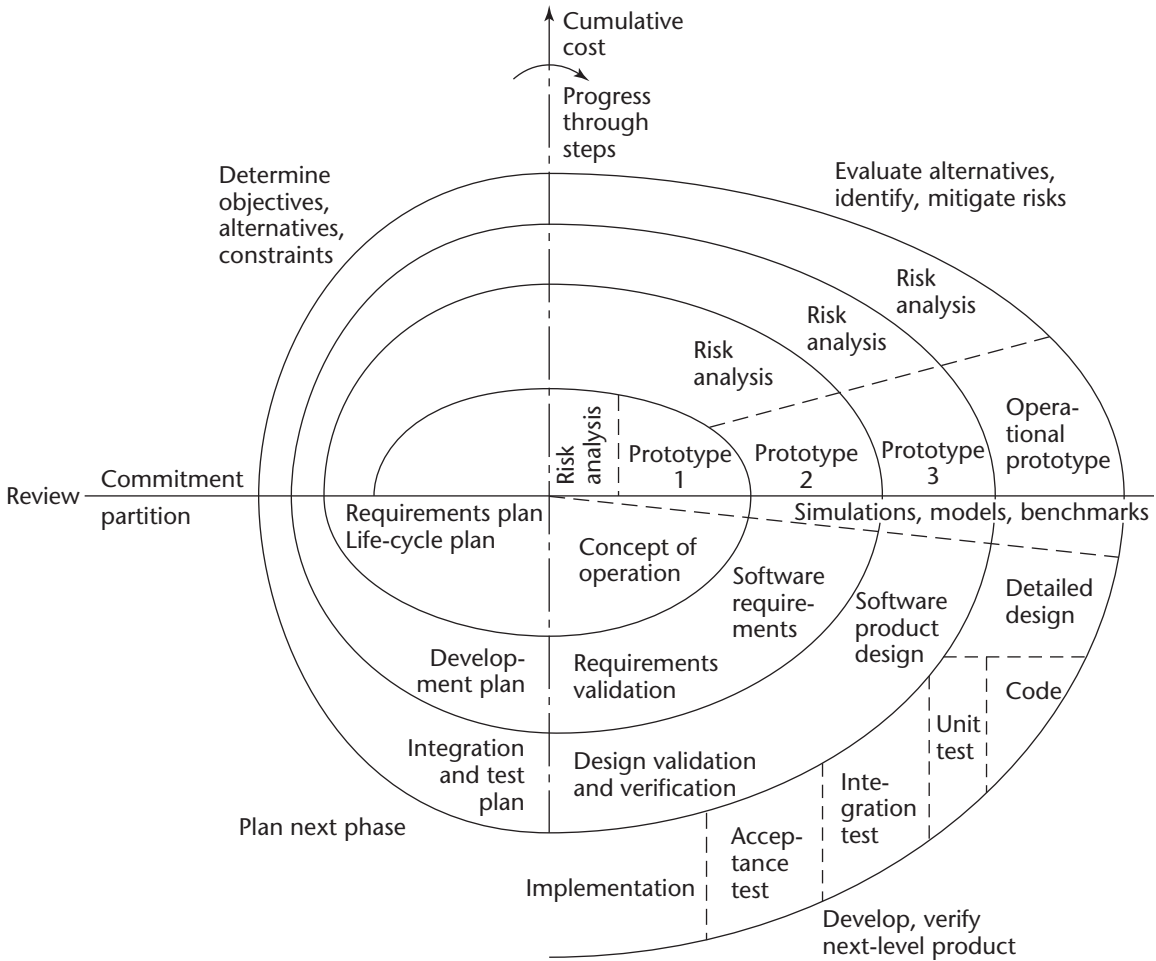 Cumulative
cost
Progress
through
steps
Determine
objectives,
alternatives,
constraints
Evaluate alternatives,
identify, mitigate risks
Risk
analysis
Risk
analysis
Risk
analysis
Risk
analysis
Prototype
1
Prototype
2
Prototype
3
Opera-
tional
prototype
Review
Commitment
partition
Requirements plan
Life-cycle plan
Simulations, models, benchmarks
Concept of
operation
Software
require-
ments
Software
product
design
Detailed
design
Develop-
ment plan
Requirements
validation
Code
Unit
test
Integration
and test
plan
Design validation
and verification
Inte-
gration
test
Plan next phase
Accep-
tance
test
Implementation
Develop, verify
next-level product